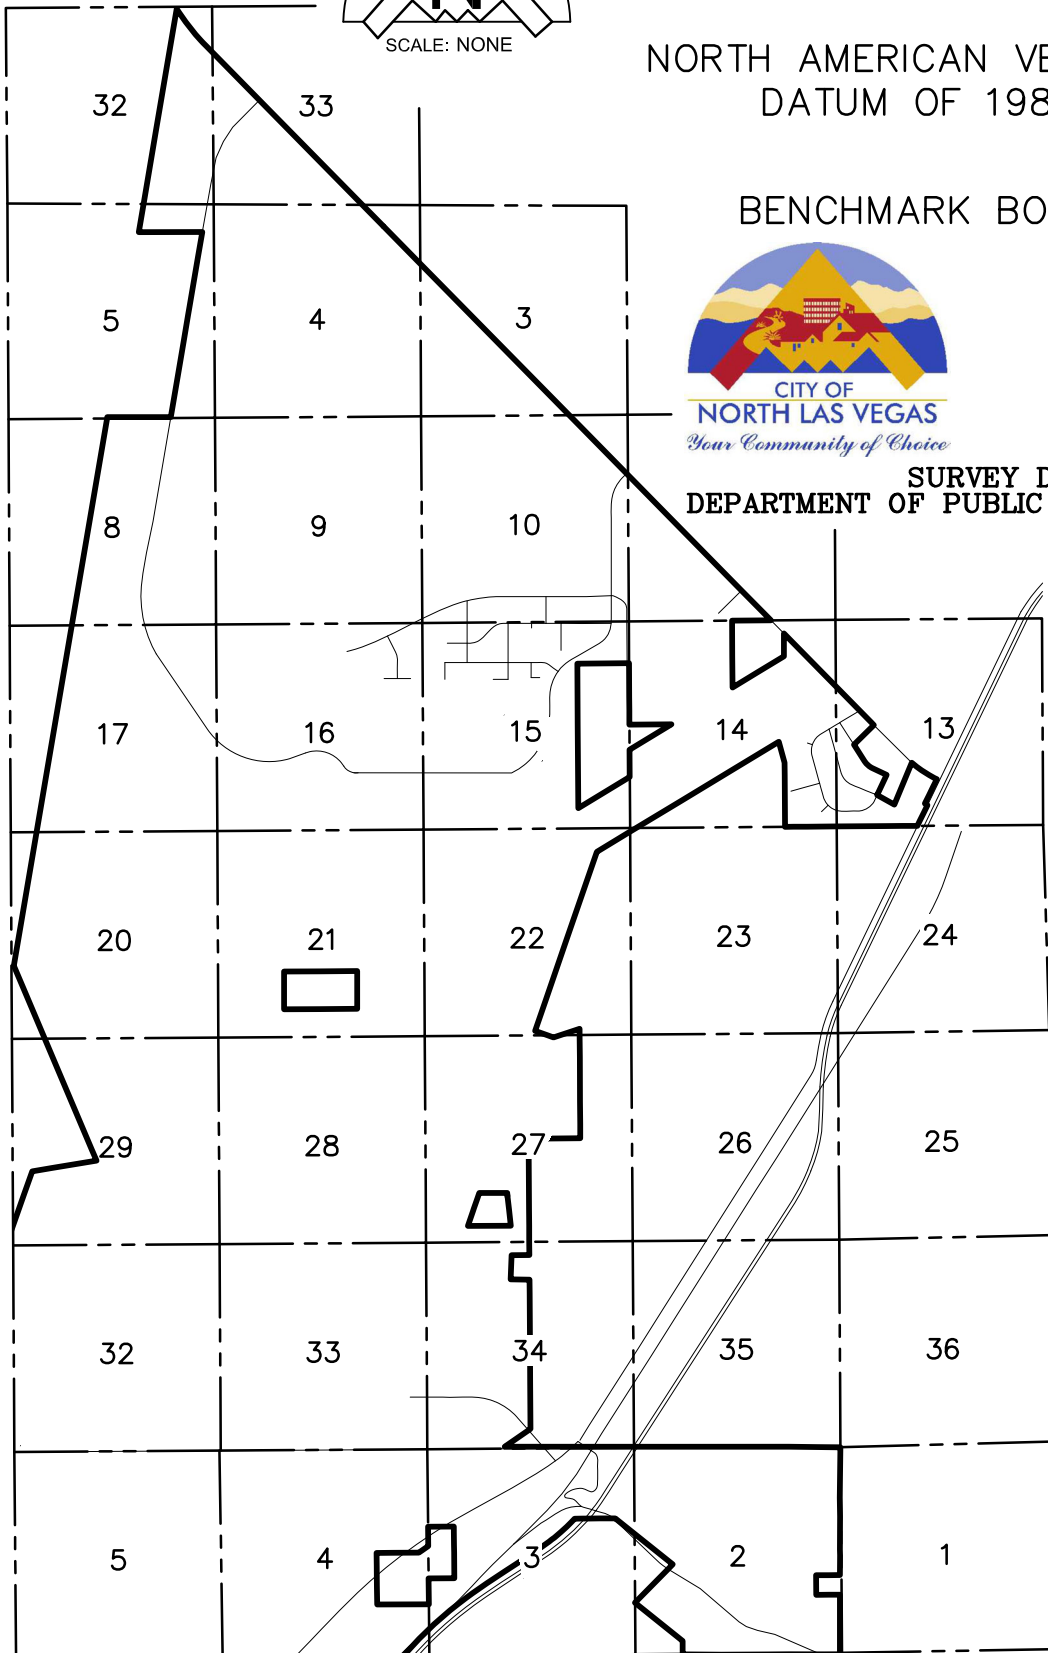 SCALE: NONE
NORTH AMERICAN VE
DATUM OF 198
32 33
BENCHMARK BO
5 4 3
CITY OF
NORTH LAS VEGAS
Your Community of Choice
SURVEY D
DEPARTMENT OF PUBLIC
8 9 10
17 16 15 14 13
20 21 22 23 24
29 28 27 26 25
32 33 34 35 36
5 4 3 2 1